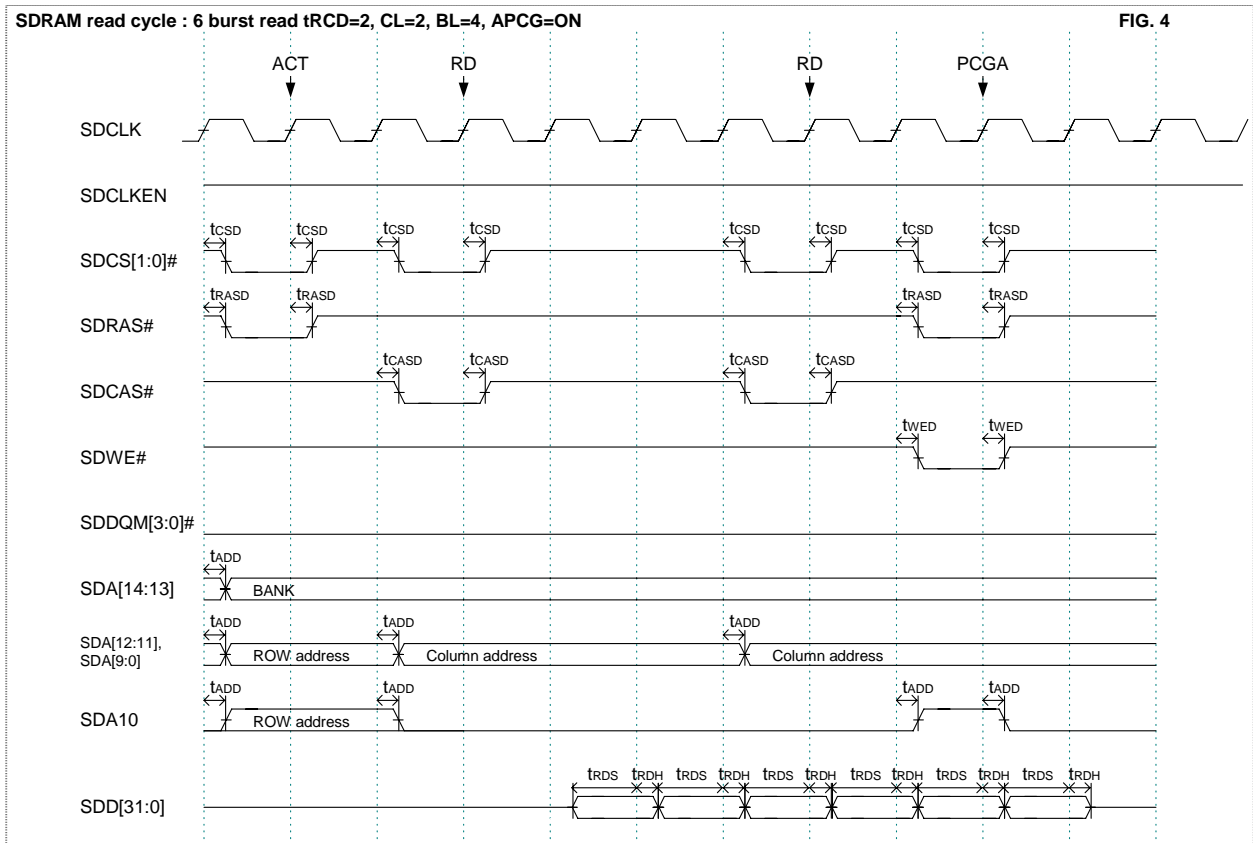 SDRAM read cycle : 6 burst read tRCD=2, CL=2, BL=4, APCG=ON FIG. 4
ACT RD RD PCGA
SDCLK
SDCLKEN
tCSD tCSD tCSD tCSD tCSD tCSD tCSD tCSD
SDCS[1:0]#
tRASD tRASD tRASD tRASD
SDRAS#
tCASD tCASD tCASD tCASD
SDCAS#
tWED tWED
SDWE#
SDDQM[3:0]#
tADD
SDA[14:13] BANK
tADD tADD tADD
SDA[12:11],
SDA[9:0]
ROW address Column address Column address
tADD tADD tADD tADD
SDA10 ROW address
tRDS tRDH tRDS tRDH tRDS tRDH tRDS tRDH tRDS tRDH tRDS tRDH
SDD[31:0]